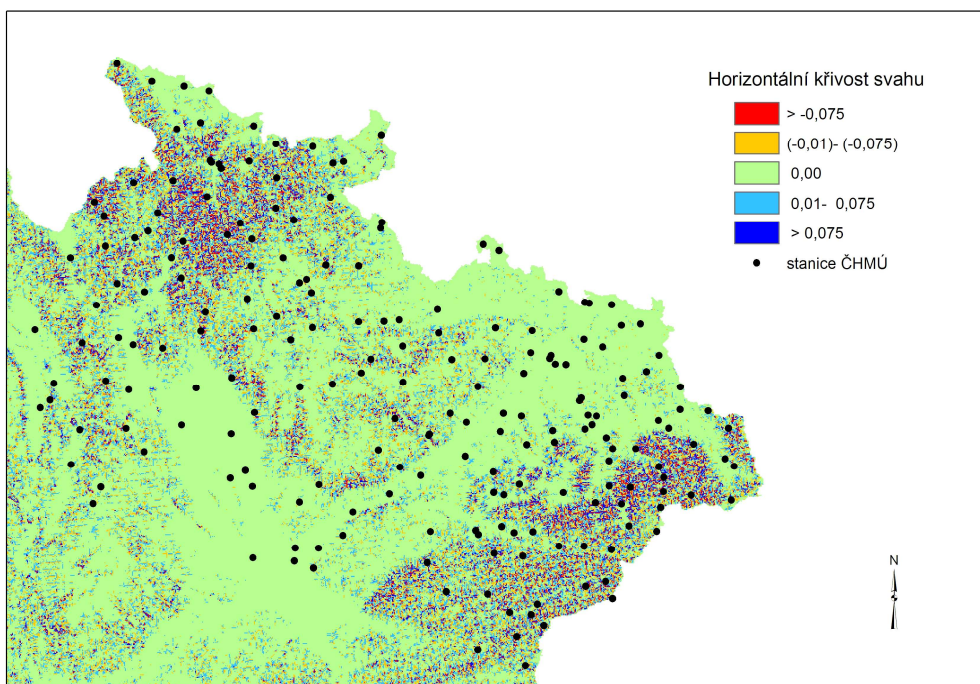 Horizontální křivost svahu
> -0,075
(-0,01)- (-0,075)
0,00
0,01- 0,075
> 0,075
stanice ČHMÚ
N